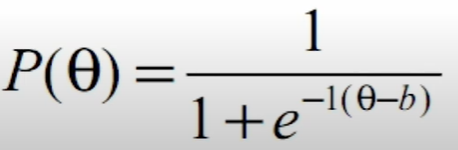 P(θ) = 1 / (1 + e^{−1(θ−b)})